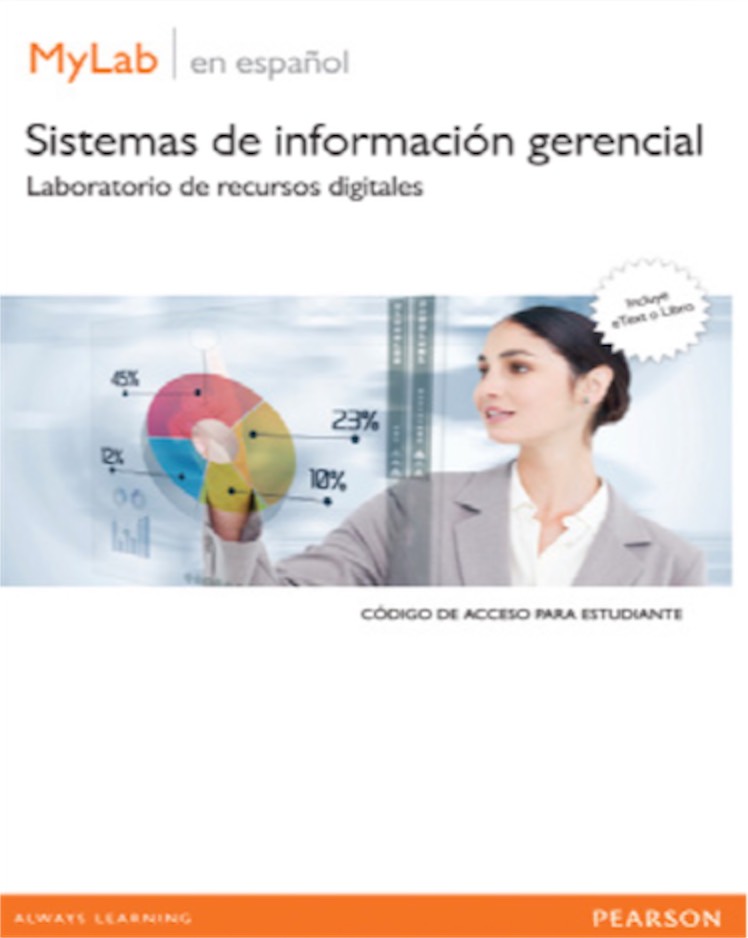 MyLab | en español
Sistemas de información gerencial
Laboratorio de recursos digitales
Incluye
eText o Libro
45%
23%
12%
10%
CÓDIGO DE ACCESO PARA ESTUDIANTE
ALWAYS LEARNING
PEARSON